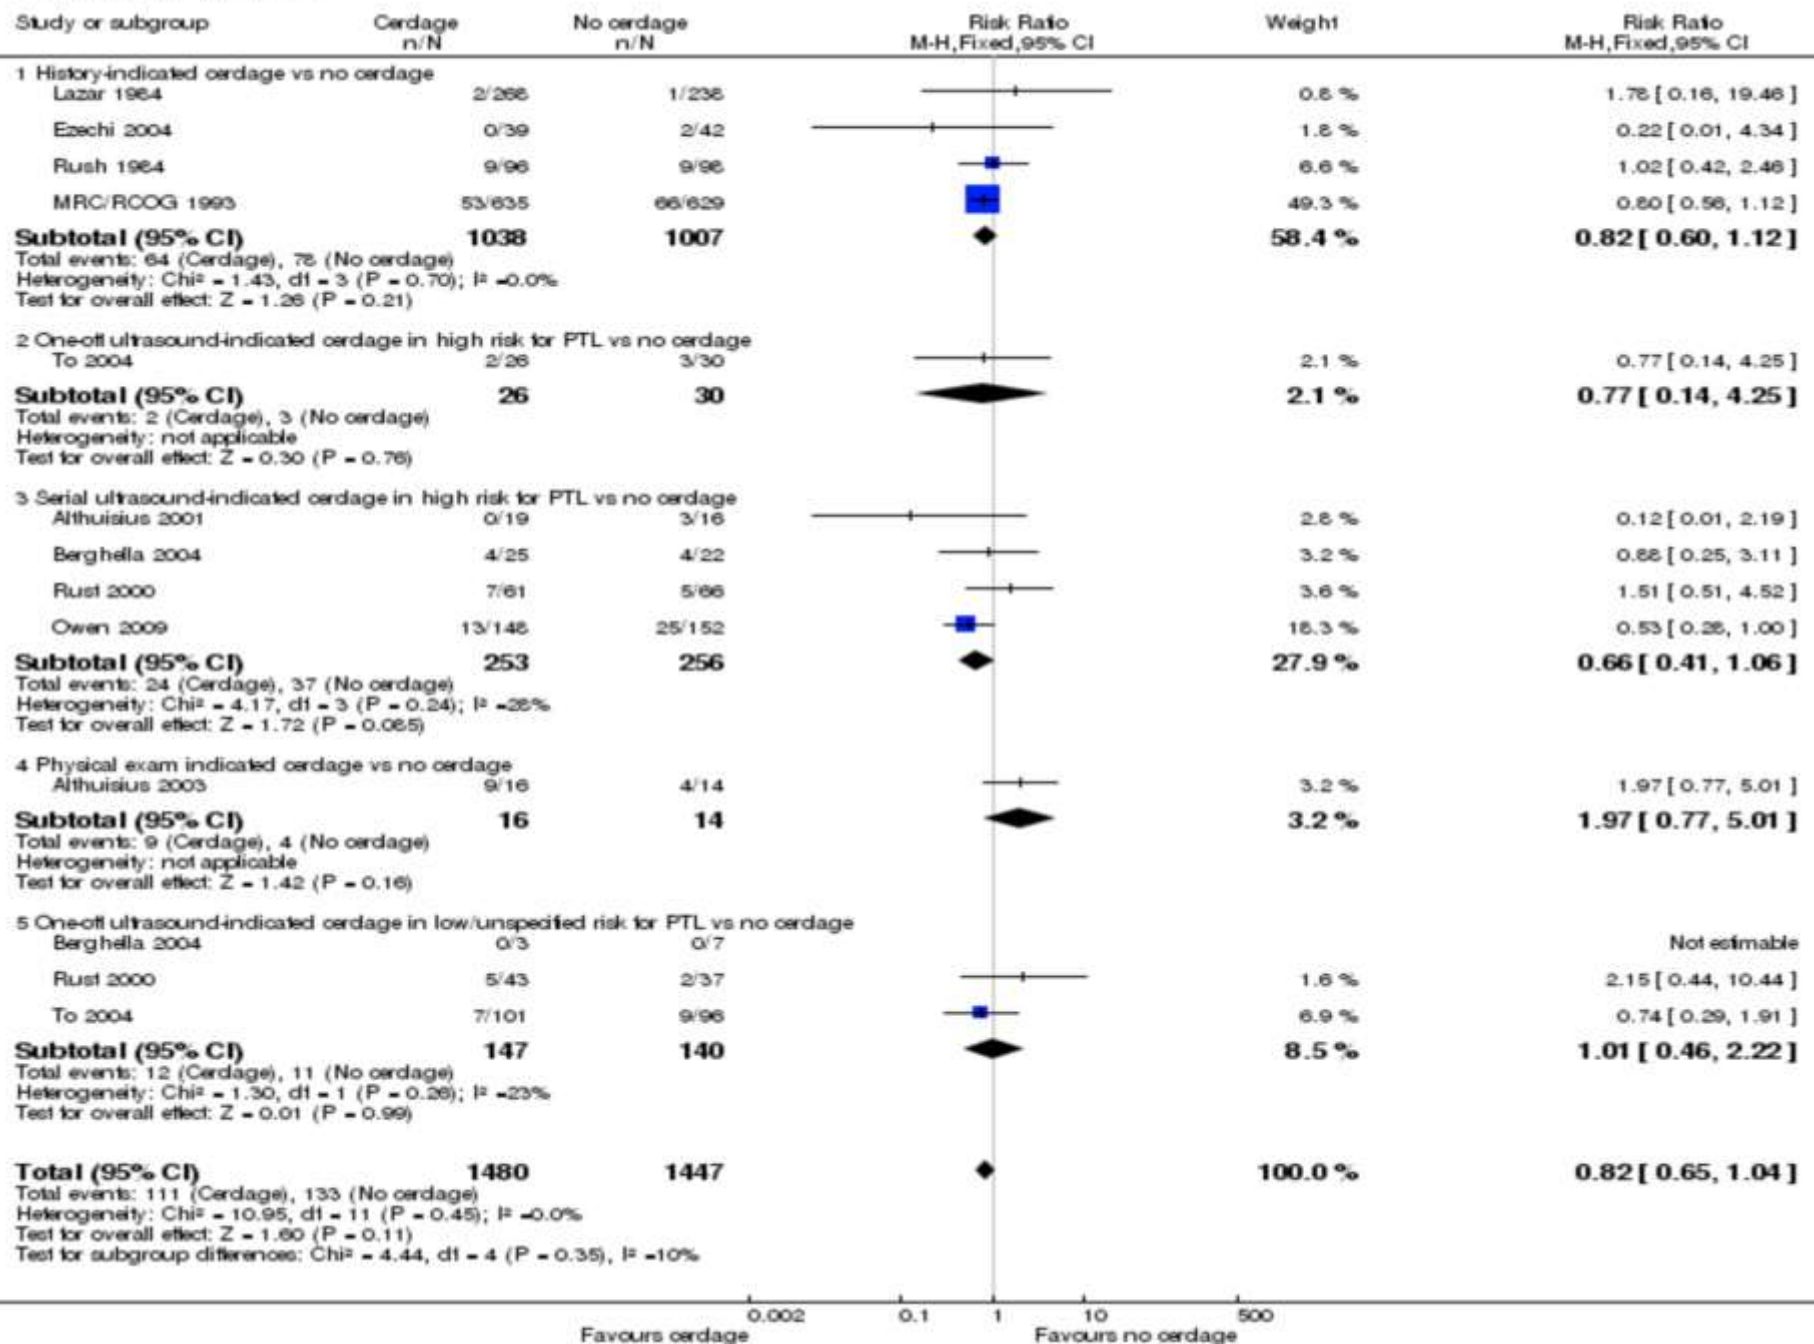 Study or subgroup Cerclage No cerclage Risk Ratio Weight Risk Ratio
n/N n/N M-H,Fixed,95% CI M-H,Fixed,95% CI
1 History-indicated cerclage vs no cerclage
Lazar 1984 2/268 1/238 0.8 % 1.78 [ 0.16, 19.46 ]
Ezechi 2004 0/39 2/42 1.8 % 0.22 [ 0.01, 4.34 ]
Rush 1984 9/96 9/98 6.6 % 1.02 [ 0.42, 2.46 ]
MRC/RCOG 1993 53/635 66/629 49.3 % 0.80 [ 0.56, 1.12 ]
Subtotal (95% CI) 1038 1007 58.4 % 0.82 [ 0.60, 1.12 ]
Total events: 64 (Cerclage), 78 (No cerclage)
Heterogeneity: Chi² = 1.43, df = 3 (P = 0.70); I² =0.0%
Test for overall effect: Z = 1.26 (P = 0.21)
2 One-off ultrasound-indicated cerclage in high risk for PTL vs no cerclage
To 2004 2/26 3/30 2.1 % 0.77 [ 0.14, 4.25 ]
Subtotal (95% CI) 26 30 2.1 % 0.77 [ 0.14, 4.25 ]
Total events: 2 (Cerclage), 3 (No cerclage)
Heterogeneity: not applicable
Test for overall effect: Z = 0.30 (P = 0.76)
3 Serial ultrasound-indicated cerclage in high risk for PTL vs no cerclage
Althuisius 2001 0/19 3/16 2.8 % 0.12 [ 0.01, 2.19 ]
Berghella 2004 4/25 4/22 3.2 % 0.88 [ 0.25, 3.11 ]
Rust 2000 7/61 5/66 3.6 % 1.51 [ 0.51, 4.52 ]
Owen 2009 13/148 25/152 18.3 % 0.53 [ 0.28, 1.00 ]
Subtotal (95% CI) 253 256 27.9 % 0.66 [ 0.41, 1.06 ]
Total events: 24 (Cerclage), 37 (No cerclage)
Heterogeneity: Chi² = 4.17, df = 3 (P = 0.24); I² =28%
Test for overall effect: Z = 1.72 (P = 0.085)
4 Physical exam indicated cerclage vs no cerclage
Althuisius 2003 9/16 4/14 3.2 % 1.97 [ 0.77, 5.01 ]
Subtotal (95% CI) 16 14 3.2 % 1.97 [ 0.77, 5.01 ]
Total events: 9 (Cerclage), 4 (No cerclage)
Heterogeneity: not applicable
Test for overall effect: Z = 1.42 (P = 0.16)
5 One-off ultrasound-indicated cerclage in low/unspecified risk for PTL vs no cerclage
Berghella 2004 0/3 0/7 Not estimable
Rust 2000 5/43 2/37 1.6 % 2.15 [ 0.44, 10.44 ]
To 2004 7/101 9/96 6.9 % 0.74 [ 0.29, 1.91 ]
Subtotal (95% CI) 147 140 8.5 % 1.01 [ 0.46, 2.22 ]
Total events: 12 (Cerclage), 11 (No cerclage)
Heterogeneity: Chi² = 1.30, df = 1 (P = 0.26); I² =23%
Test for overall effect: Z = 0.01 (P = 0.99)
Total (95% CI) 1480 1447 100.0 % 0.82 [ 0.65, 1.04 ]
Total events: 111 (Cerclage), 133 (No cerclage)
Heterogeneity: Chi² = 10.95, df = 11 (P = 0.45); I² =0.0%
Test for overall effect: Z = 1.60 (P = 0.11)
Test for subgroup differences: Chi² = 4.44, df = 4 (P = 0.35), I² =10%
0.002 0.1 1 10 500
Favours cerclage Favours no cerclage